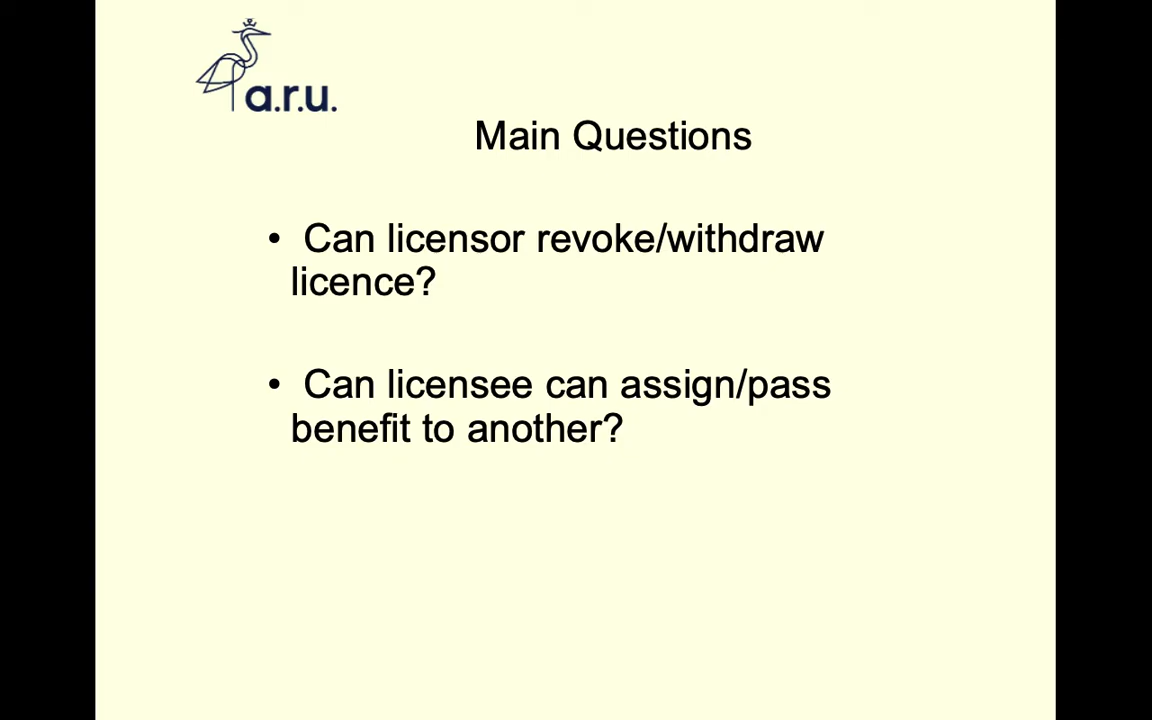 a.r.u.
Main Questions
• Can licensor revoke/withdraw
licence?
• Can licensee can assign/pass
benefit to another?